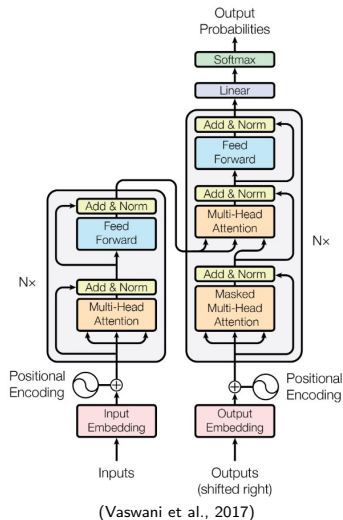 Output
Probabilities
Softmax
Linear
Add & Norm
Feed
Forward
Add & Norm
Multi-Head
Attention
Nx
Add & Norm
Masked
Multi-Head
Attention
Positional
Encoding
Output
Embedding
Outputs
(shifted right)
Add & Norm
Feed
Forward
Nx
Add & Norm
Multi-Head
Attention
Positional
Encoding
Input
Embedding
Inputs
(Vaswani et al., 2017)